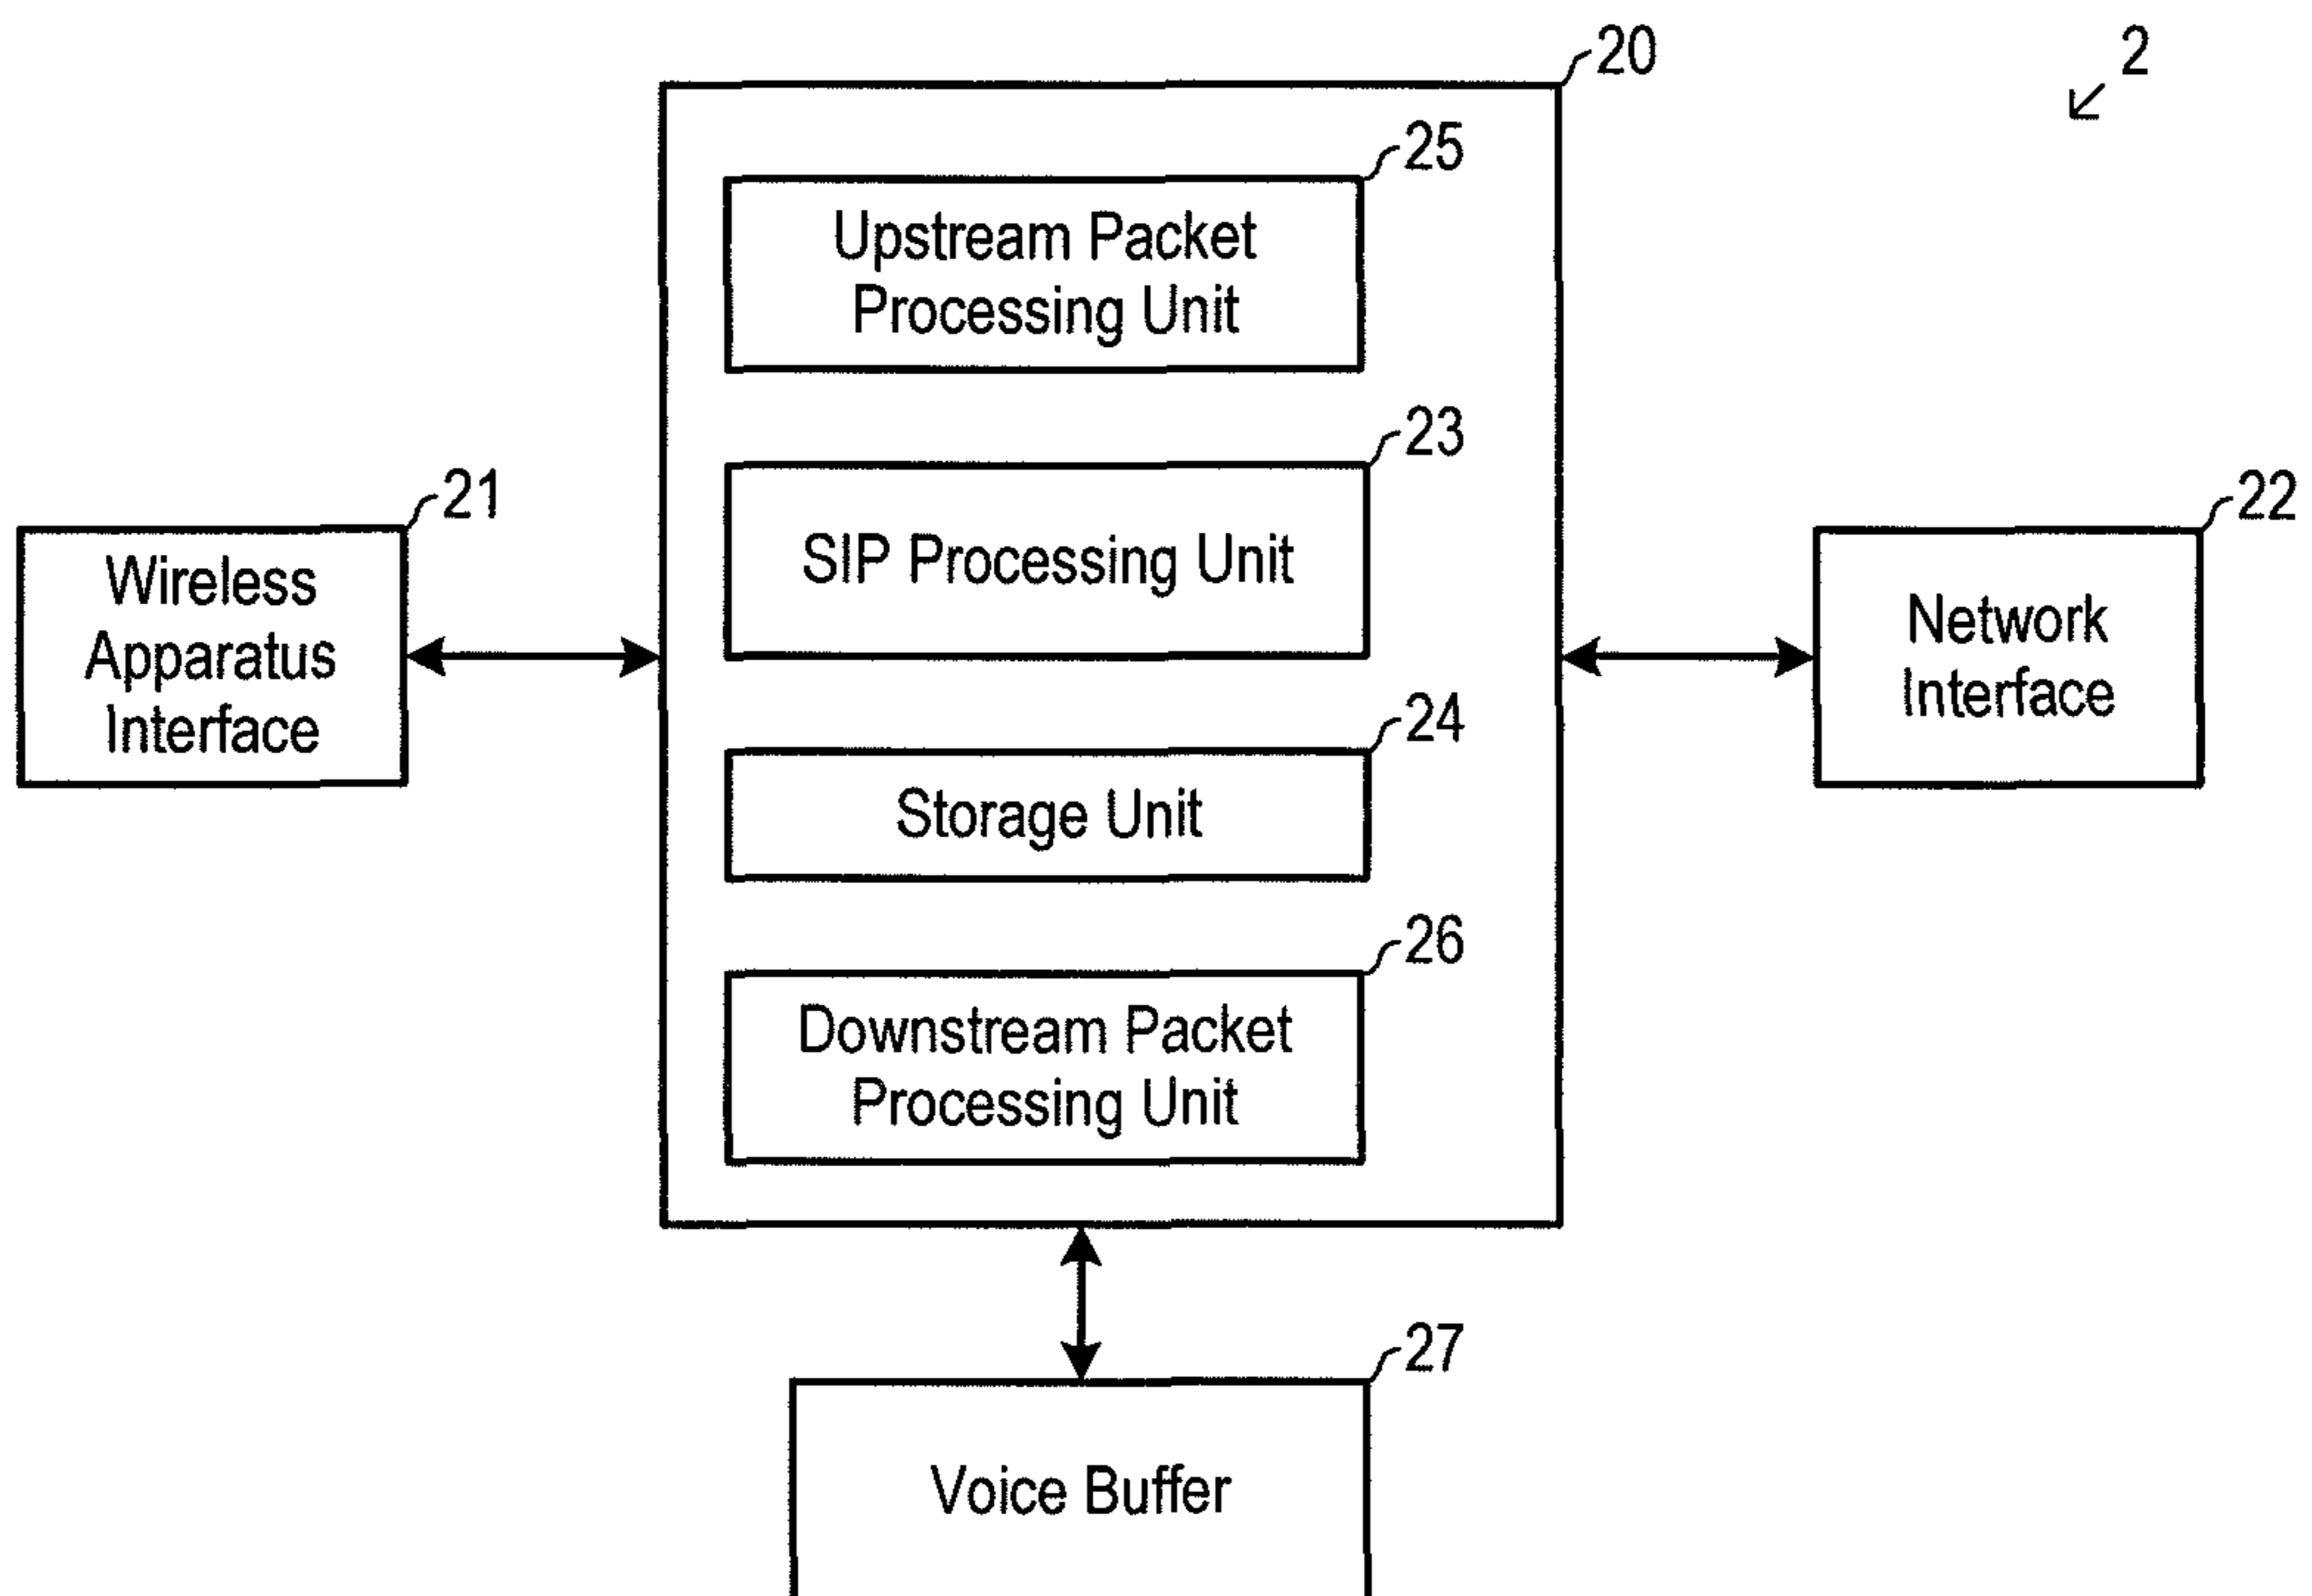 20
2
25
Upstream Packet
Processing Unit
23
SIP Processing Unit
21
Wireless
Apparatus
Interface
22
Network
Interface
24
Storage Unit
26
Downstream Packet
Processing Unit
27
Voice Buffer